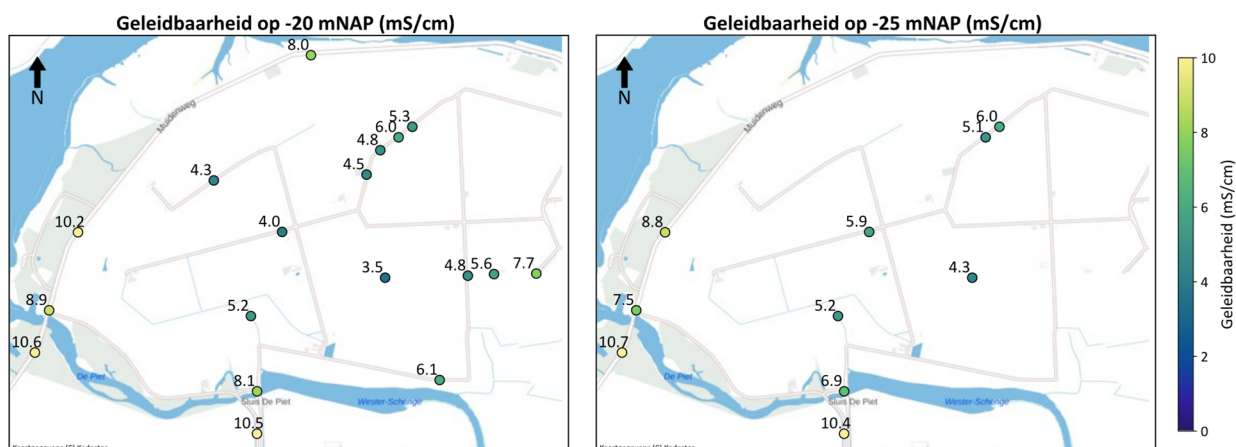 Geleidbaarheid op -20 mNAP (mS/cm)
8.0
N
Muidenweg
5.3
6.0
4.8
4.5
4.3
10.2
4.0
3.5
4.8
5.6
7.7
8.9
5.2
10.6
De Piet
6.1
8.1
Sluis De Piet
Wester-Schenge
10.5
Geleidbaarheid op -25 mNAP (mS/cm)
N
Muidenweg
6.0
5.1
8.8
5.9
4.3
7.5
5.2
10.7
De Piet
6.9
Sluis De Piet
Wester-Schenge
10.4
10
8
6
4
2
0
Geleidbaarheid (mS/cm)